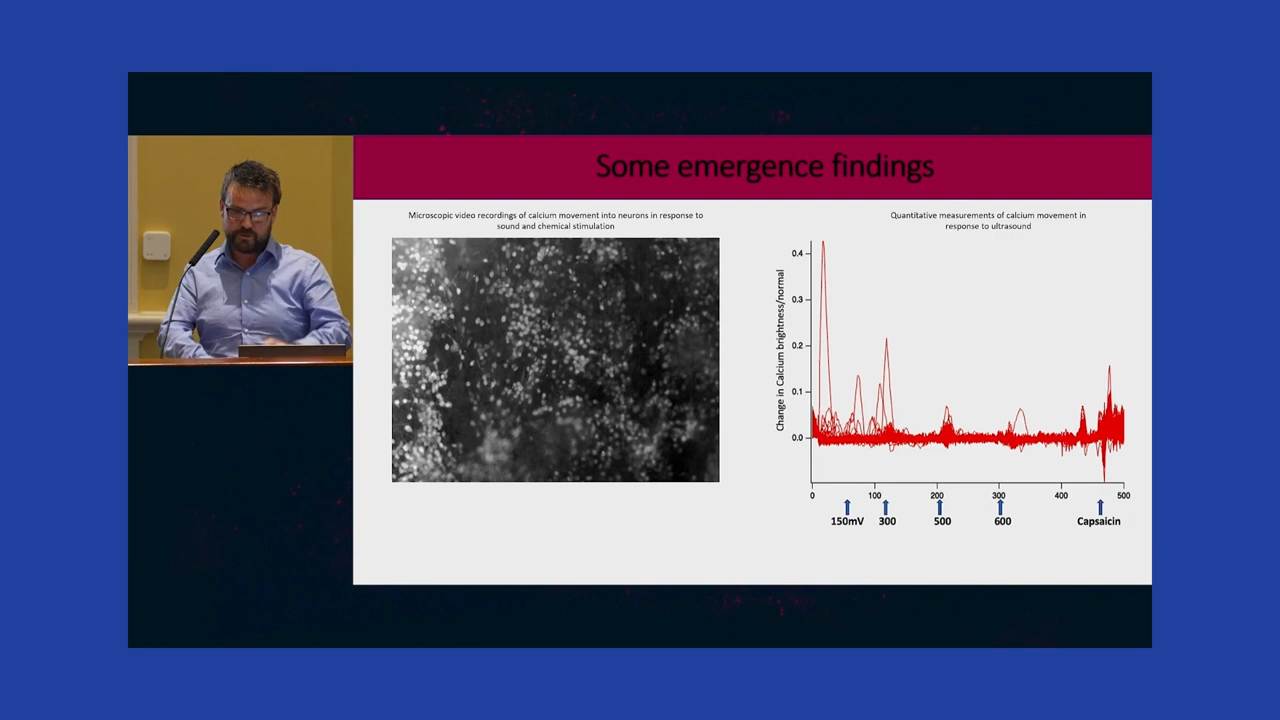 Some emergence findings
Microscopic video recordings of calcium movement into neurons in response to
sound and chemical stimulation
Quantitative measurements of calcium movement in
response to ultrasound
Change in Calcium brightness/normal
0.4
0.3
0.2
0.1
0.0
0 100 200 300 400 500
150mV 300 500 600 Capsaicin